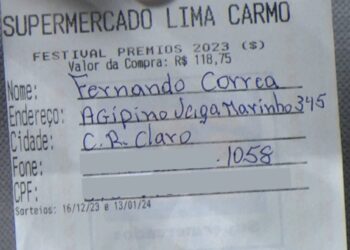 SUPERMERCADO LIMA CARMO
FESTIVAL PREMIOS 2023 ($)
Valor da Compra: R$ 118,75
Nome: Fernando Correa
Endereço: Agipino Veiga Marinho 345
Cidade: C.R. Claro
Fone: .1058
CPF:
Sorteios: 16/12/23 e 13/01/24